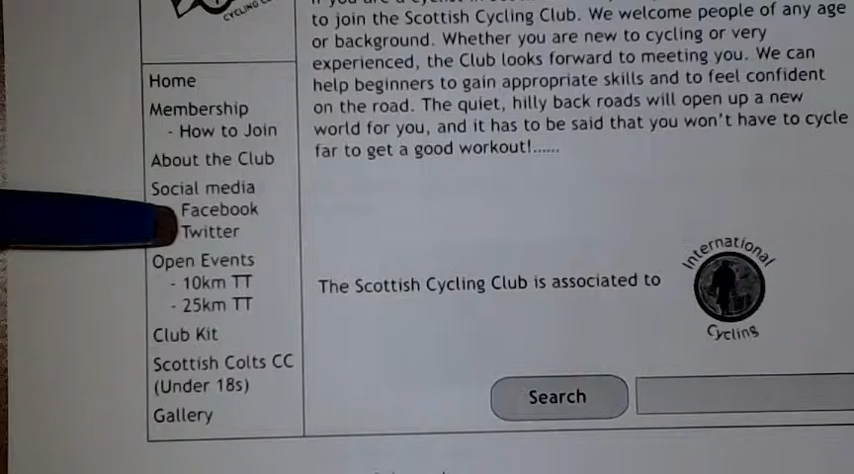 CYCLING
to join the Scottish Cycling Club. We welcome people of any age
or background. Whether you are new to cycling or very
experienced, the Club looks forward to meeting you. We can
help beginners to gain appropriate skills and to feel confident
on the road. The quiet, hilly back roads will open up a new
world for you, and it has to be said that you won't have to cycle
far to get a good workout!......
Home
Membership
- How to Join
About the Club
Social media
Facebook
Twitter
Open Events
- 10km TT
- 25km TT
Club Kit
Scottish Colts CC
(Under 18s)
Gallery
The Scottish Cycling Club is associated to
International
Cycling
Search